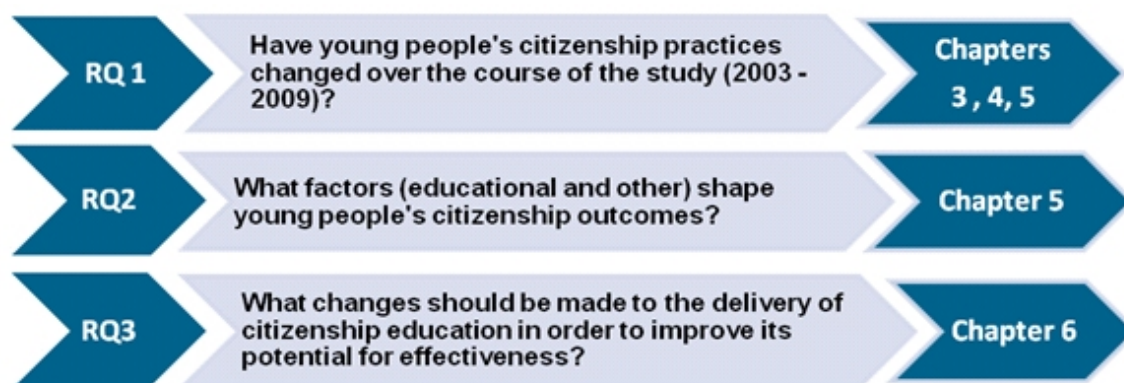 RQ 1
Have young people's citizenship practices
changed over the course of the study (2003 -
2009)?
Chapters
3 , 4, 5
RQ2
What factors (educational and other) shape
young people's citizenship outcomes?
Chapter 5
RQ3
What changes should be made to the delivery of
citizenship education in order to improve its
potential for effectiveness?
Chapter 6